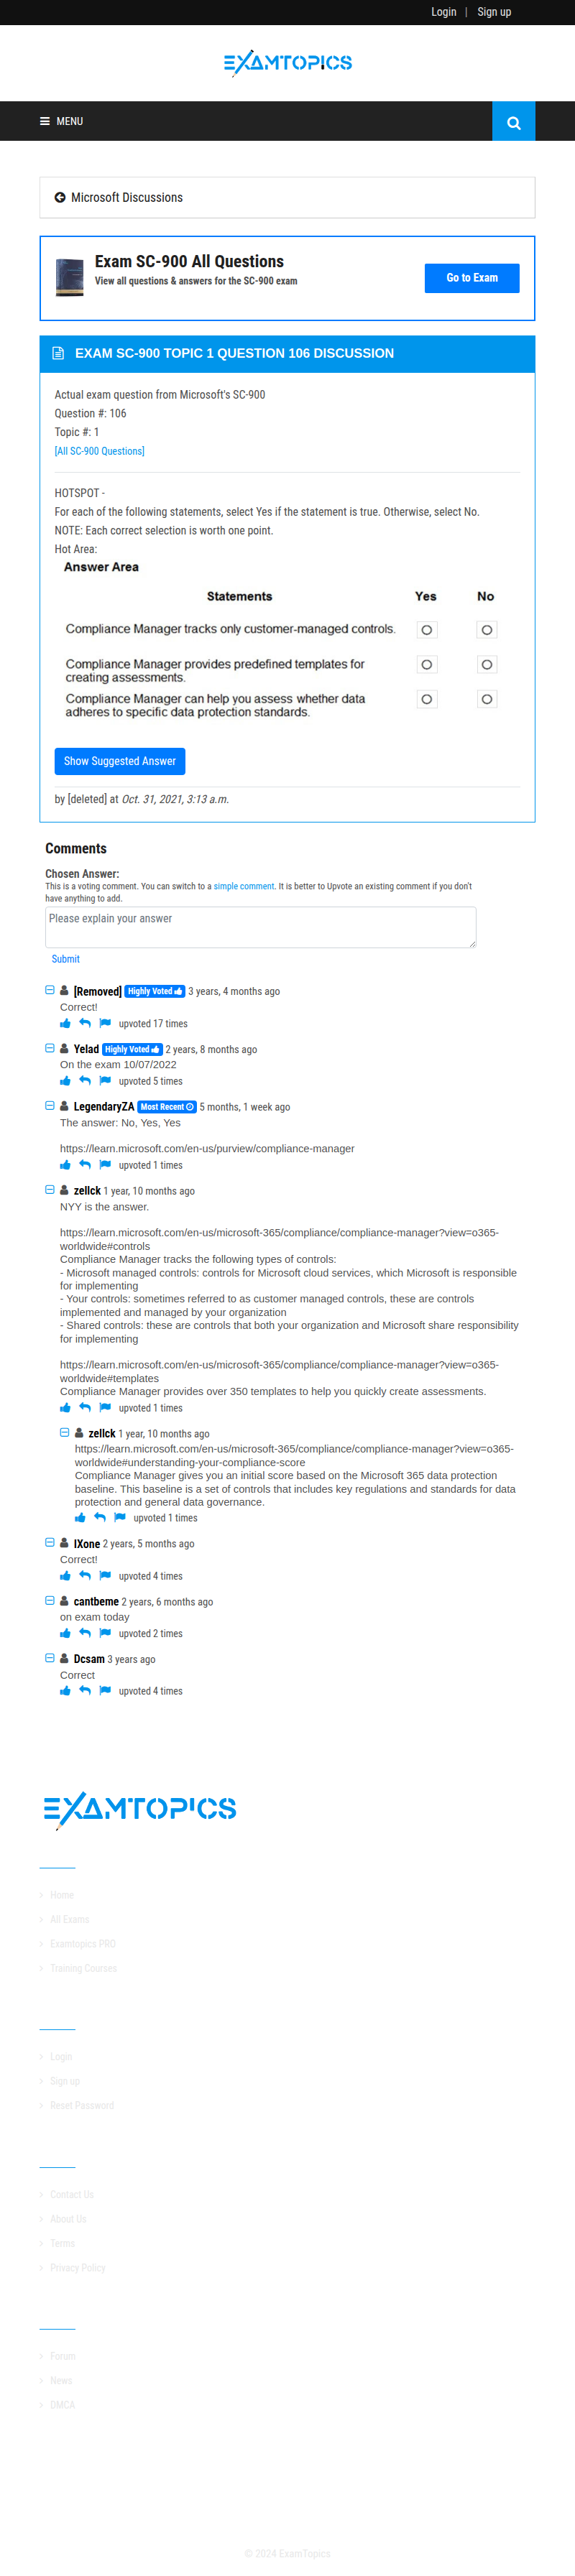 Login | Sign up
EXAMTOPICS
MENU
Microsoft Discussions
Exam SC-900 All Questions
View all questions & answers for the SC-900 exam
Go to Exam
EXAM SC-900 TOPIC 1 QUESTION 106 DISCUSSION
Actual exam question from Microsoft's SC-900
Question #: 106
Topic #: 1
[All SC-900 Questions]
HOTSPOT -
For each of the following statements, select Yes if the statement is true. Otherwise, select No.
NOTE: Each correct selection is worth one point.
Hot Area:
Answer Area
Statements Yes No
Compliance Manager tracks only customer-managed controls.
Compliance Manager provides predefined templates for
creating assessments.
Compliance Manager can help you assess whether data
adheres to specific data protection standards.
Show Suggested Answer
by [deleted] at Oct. 31, 2021, 3:13 a.m.
Comments
Chosen Answer:
This is a voting comment. You can switch to a simple comment. It is better to Upvote an existing comment if you don't
have anything to add.
Please explain your answer
Submit
[Removed] Highly Voted 3 years, 4 months ago
Correct!
upvoted 17 times
Yelad Highly Voted 2 years, 8 months ago
On the exam 10/07/2022
upvoted 5 times
LegendaryZA Most Recent 5 months, 1 week ago
The answer: No, Yes, Yes
https://learn.microsoft.com/en-us/purview/compliance-manager
upvoted 1 times
zellck 1 year, 10 months ago
NYY is the answer.
https://learn.microsoft.com/en-us/microsoft-365/compliance/compliance-manager?view=o365-
worldwide#controls
Compliance Manager tracks the following types of controls:
- Microsoft managed controls: controls for Microsoft cloud services, which Microsoft is responsible
for implementing
- Your controls: sometimes referred to as customer managed controls, these are controls
implemented and managed by your organization
- Shared controls: these are controls that both your organization and Microsoft share responsibility
for implementing
https://learn.microsoft.com/en-us/microsoft-365/compliance/compliance-manager?view=o365-
worldwide#templates
Compliance Manager provides over 350 templates to help you quickly create assessments.
upvoted 1 times
zellck 1 year, 10 months ago
https://learn.microsoft.com/en-us/microsoft-365/compliance/compliance-manager?view=o365-
worldwide#understanding-your-compliance-score
Compliance Manager gives you an initial score based on the Microsoft 365 data protection
baseline. This baseline is a set of controls that includes key regulations and standards for data
protection and general data governance.
upvoted 1 times
IXone 2 years, 5 months ago
Correct!
upvoted 4 times
cantbeme 2 years, 6 months ago
on exam today
upvoted 2 times
Dcsam 3 years ago
Correct
upvoted 4 times
EXAMTOPICS
Home
All Exams
Examtopics PRO
Training Courses
Login
Sign up
Reset Password
Contact Us
About Us
Terms
Privacy Policy
Forum
News
DMCA
© 2024 ExamTopics